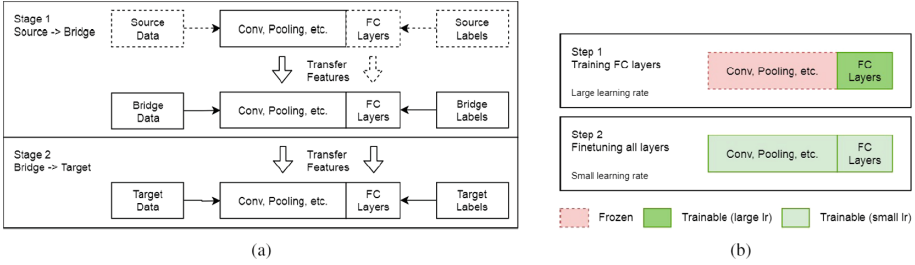 Stage 1
Source -> Bridge
Source
Data
Conv, Pooling, etc.
FC
Layers
Source
Labels
Transfer
Features
Bridge
Data
Conv, Pooling, etc.
FC
Layers
Bridge
Labels
Stage 2
Bridge -> Target
Transfer
Features
Target
Data
Conv, Pooling, etc.
FC
Layers
Target
Labels
(a)
Step 1
Training FC layers
Large learning rate
Conv, Pooling, etc.
FC
Layers
Step 2
Finetuning all layers
Small learning rate
Conv, Pooling, etc.
FC
Layers
Frozen
Trainable (large lr)
Trainable (small lr)
(b)